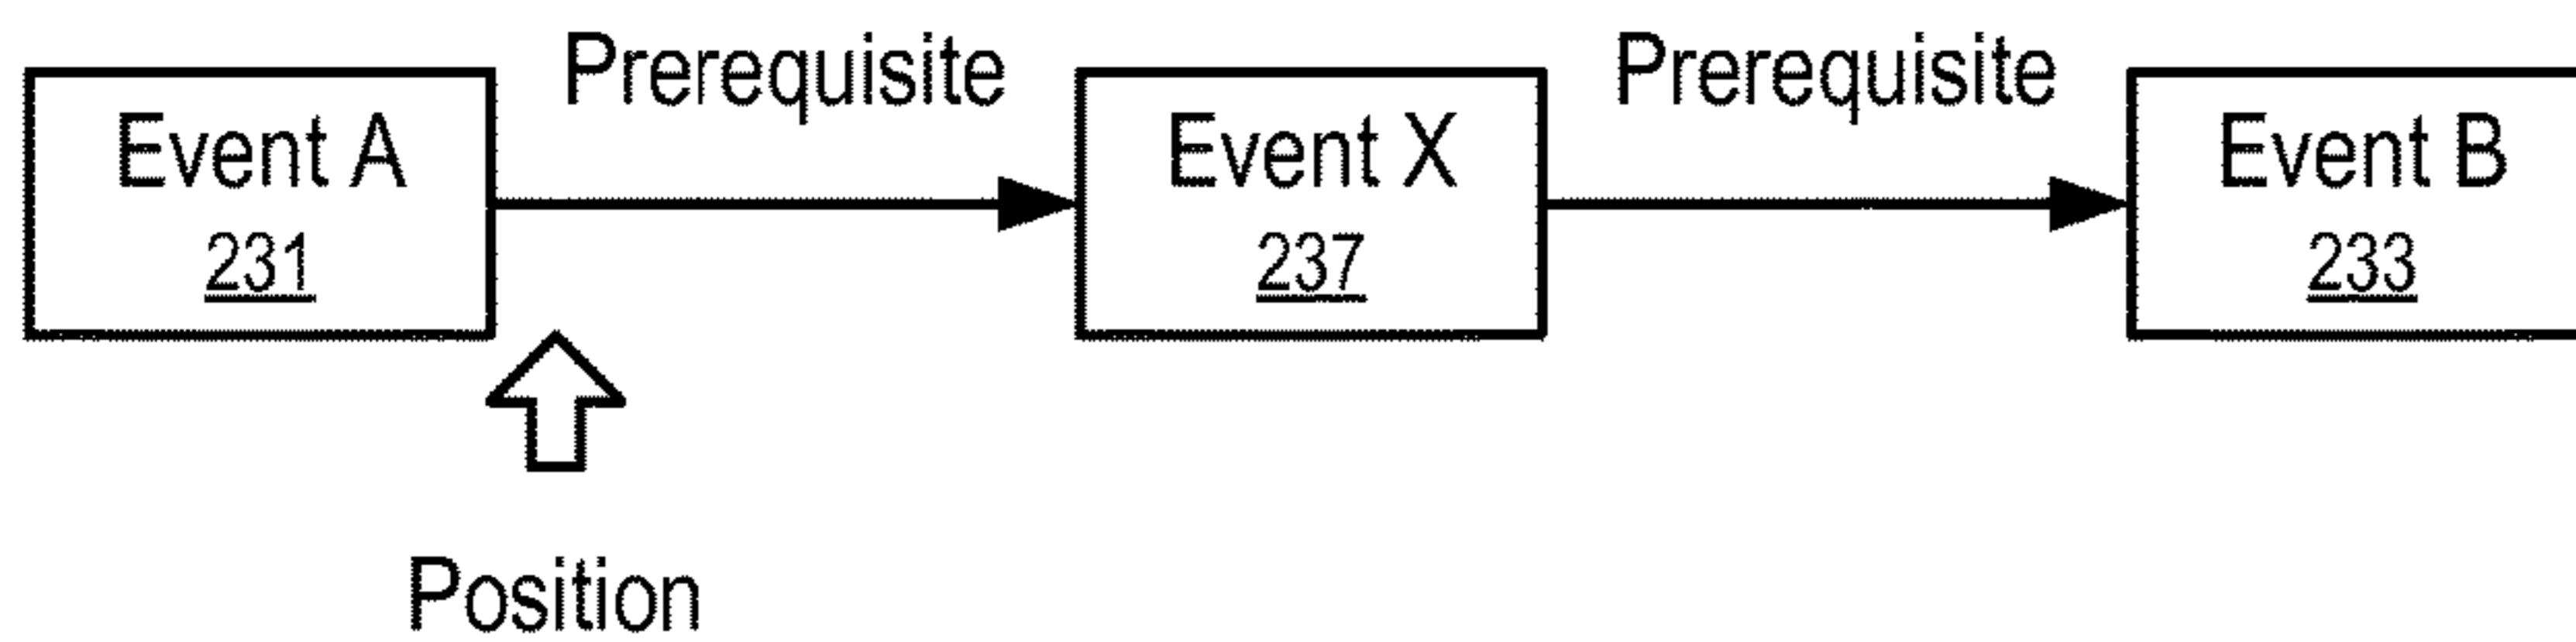 Prerequisite
Prerequisite
Event A
231
Event X
237
Event B
233
Position